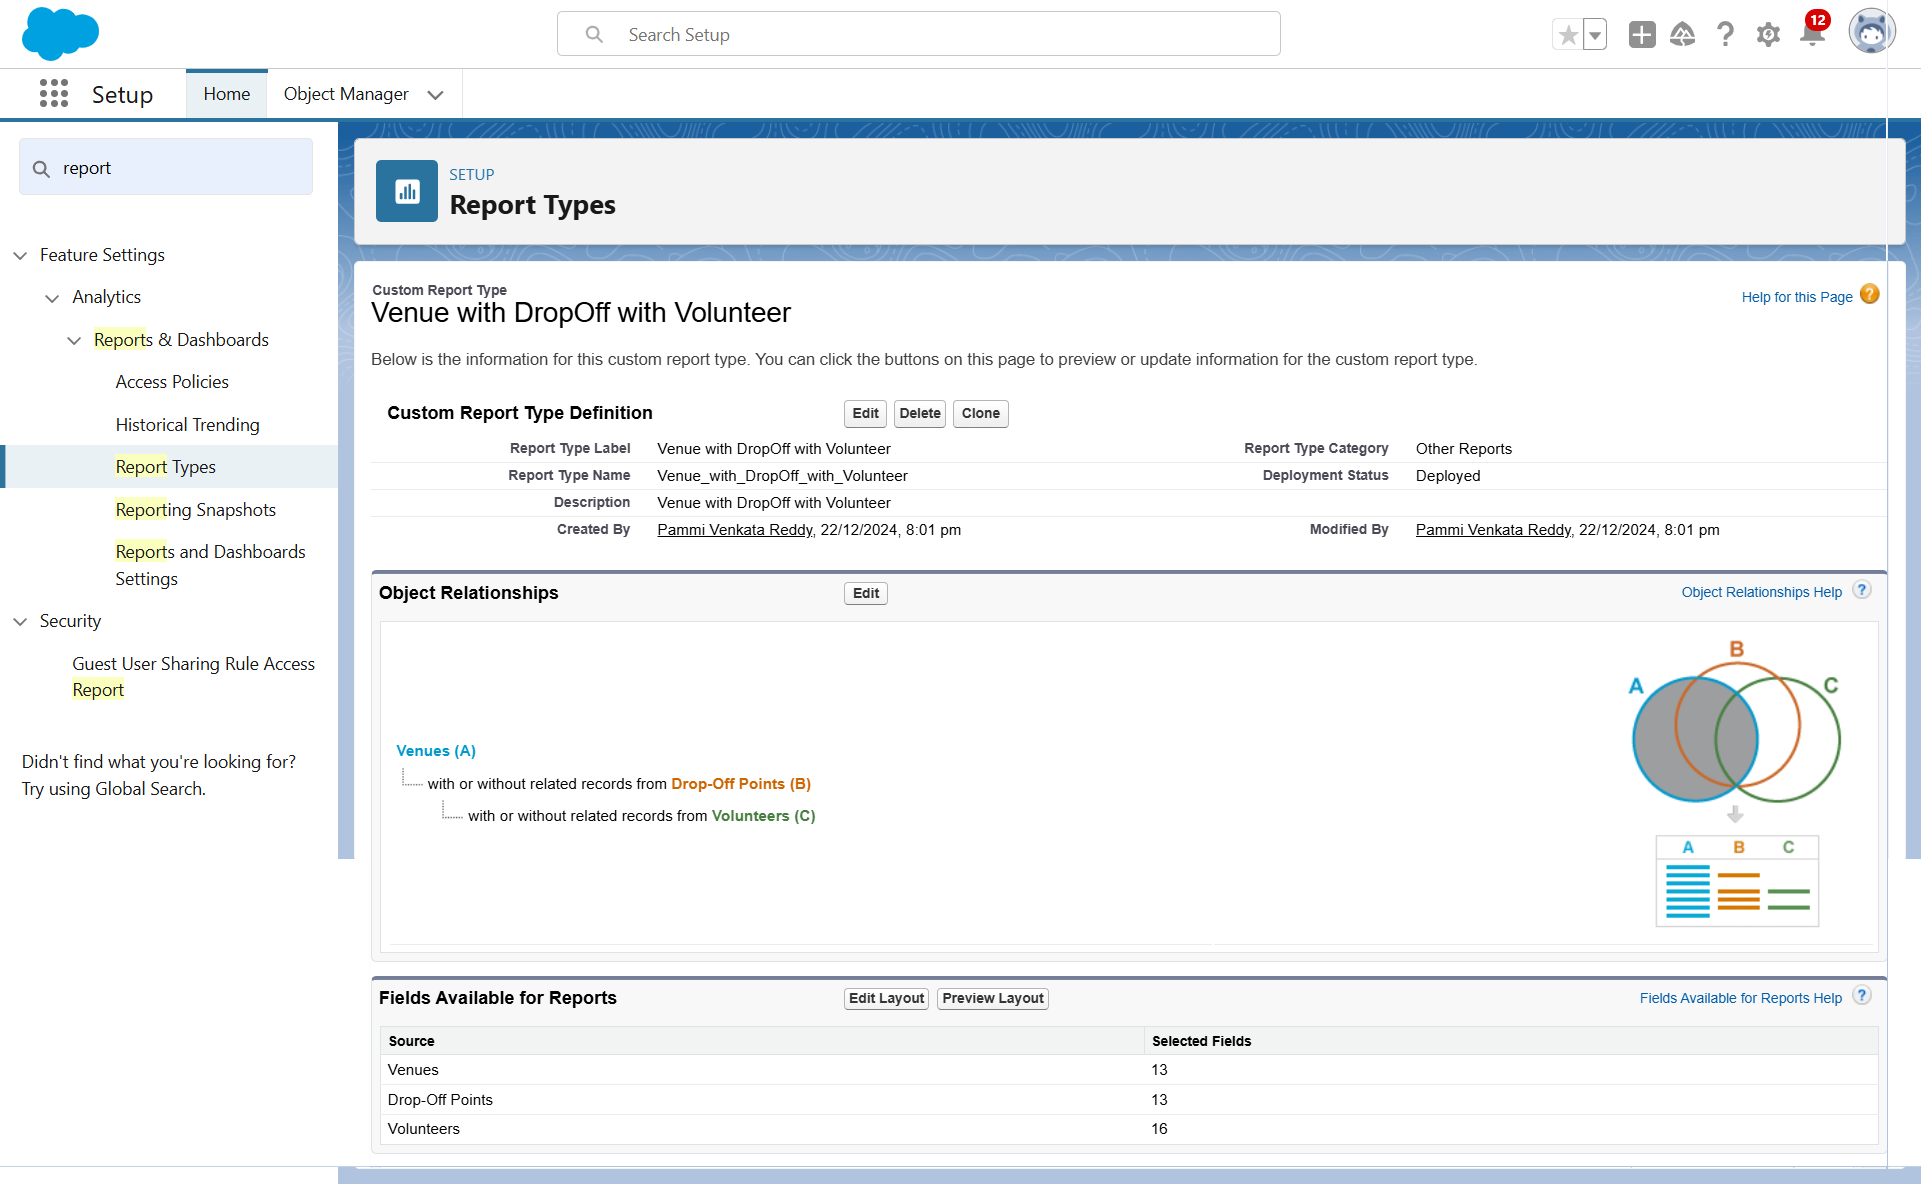 Search Setup
12
Setup
Home
Object Manager
report
Feature Settings
Analytics
Reports & Dashboards
Access Policies
Historical Trending
Report Types
Reporting Snapshots
Reports and Dashboards
Settings
Security
Guest User Sharing Rule Access
Report
Didn't find what you're looking for?
Try using Global Search.
SETUP
Report Types
Custom Report Type
Venue with DropOff with Volunteer
Help for this Page ?
Below is the information for this custom report type. You can click the buttons on this page to preview or update information for the custom report type.
Custom Report Type Definition Edit Delete Clone
Report Type Label Venue with DropOff with Volunteer Report Type Category Other Reports
Report Type Name Venue_with_DropOff_with_Volunteer Deployment Status Deployed
Description Venue with DropOff with Volunteer
Created By Pammi Venkata Reddy, 22/12/2024, 8:01 pm Modified By Pammi Venkata Reddy, 22/12/2024, 8:01 pm
Object Relationships Edit Object Relationships Help ?
Venues (A)
with or without related records from Drop-Off Points (B)
with or without related records from Volunteers (C)
B
A C
A B C
Fields Available for Reports Edit Layout Preview Layout Fields Available for Reports Help ?
Source Selected Fields
Venues 13
Drop-Off Points 13
Volunteers 16